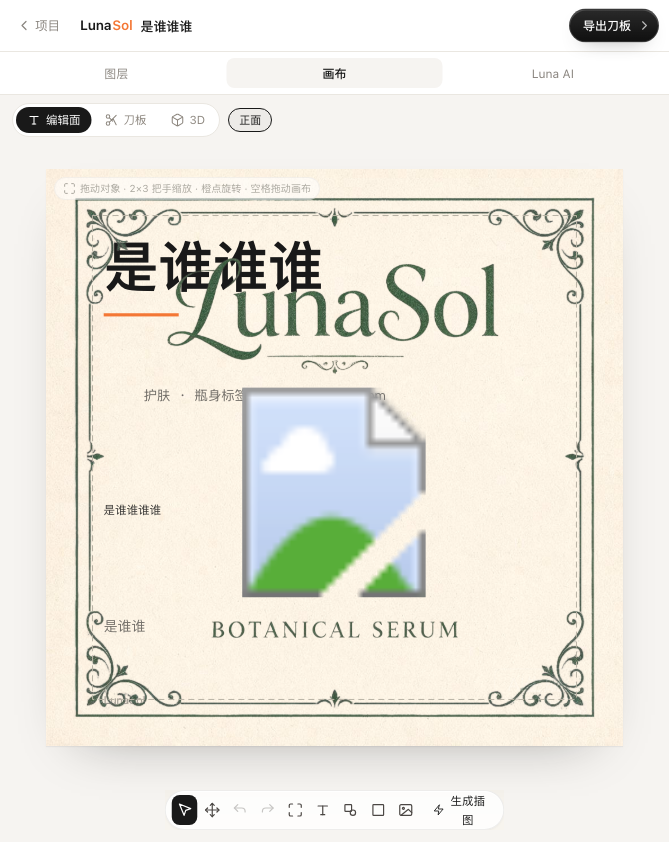 项目 LunaSol 是谁谁谁 导出刀板
图层 画布 Luna AI
编辑面 刀板 3D 正面
拖动对象 · 2×3 把手缩放 · 橙点旋转 · 空格拖动画布
是谁谁谁
LunaSol
护肤 · 瓶身标签
是谁谁谁谁
BOTANICAL SERUM
是谁谁
生成插
图